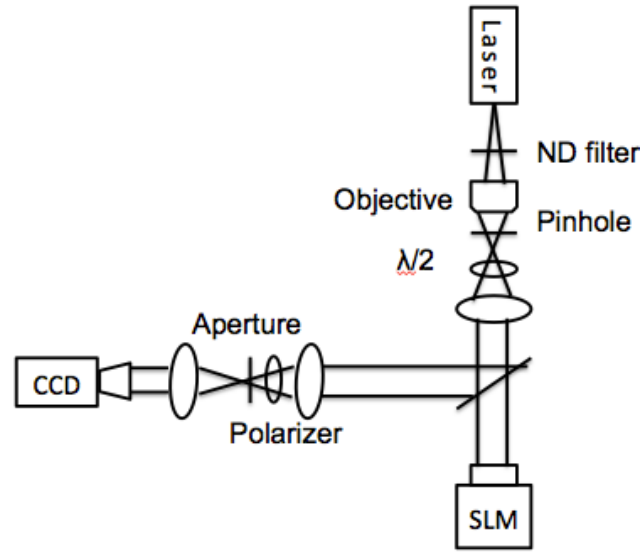 Laser
ND filter
Objective
Pinhole
λ/2
Aperture
CCD
Polarizer
SLM